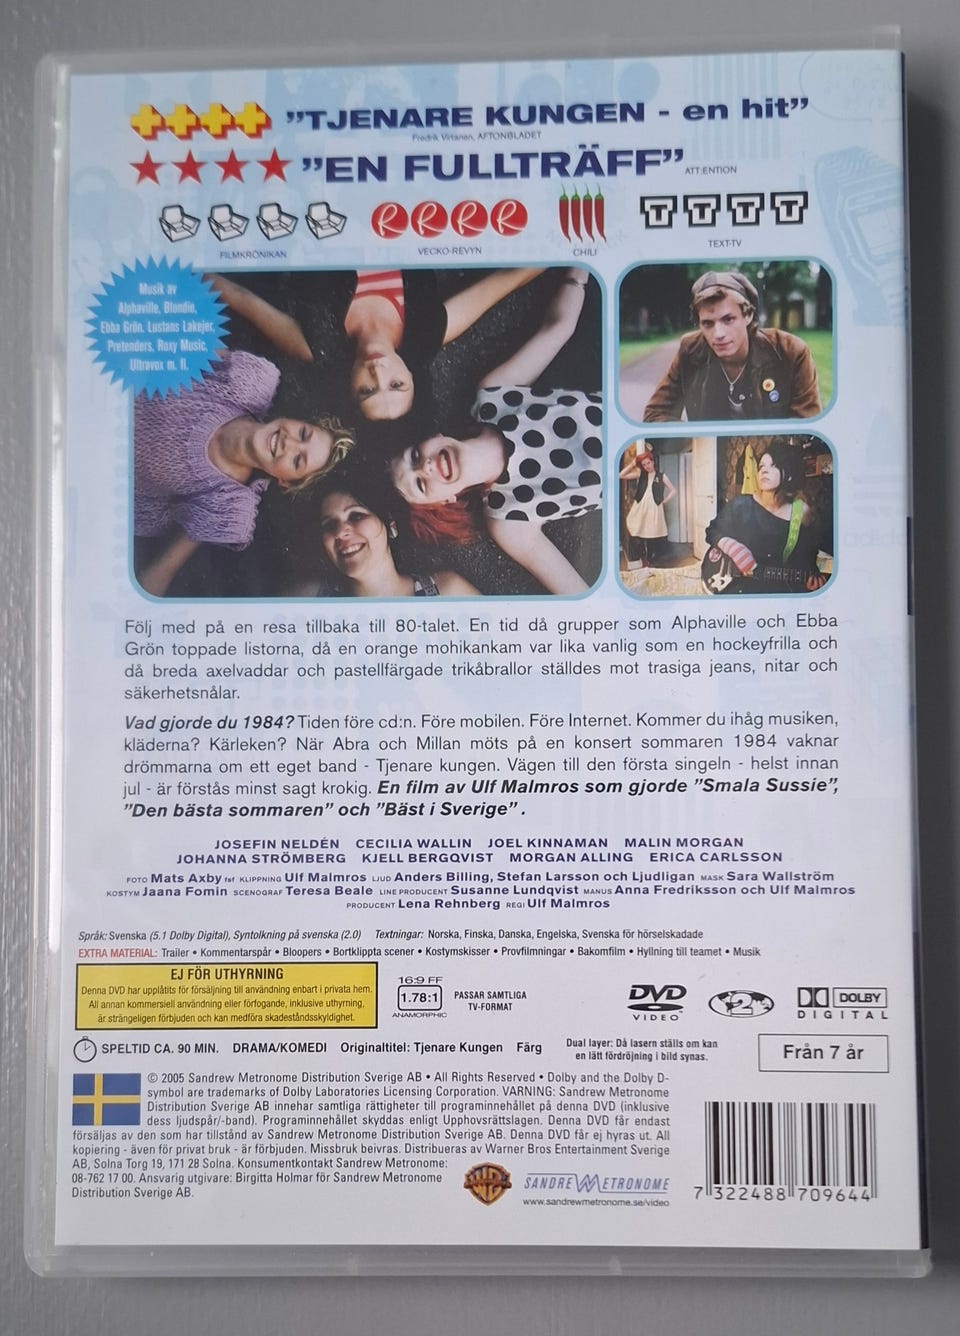 "TJENARE KUNGEN - en hit"
Fredrik Virtanen, AFTONBLADET
"EN FULLTRÄFF"
ATT:ENTION
FILMKRÖNIKAN
R R R R
VECKO-REVYN
CHILI
T T T T
TEXT-TV
Musik av
Alphaville, Blondie,
Ebba Grön, Lustans Lakejer,
Pretenders, Roxy Music,
Ultravox m. fl.
Följ med på en resa tillbaka till 80-talet. En tid då grupper som Alphaville och Ebba
Grön toppade listorna, då en orange mohikankam var lika vanlig som en hockeyfrilla och
då breda axelvaddar och pastellfärgade trikåbrallor ställdes mot trasiga jeans, nitar och
säkerhetsnålar.
Vad gjorde du 1984? Tiden före cd:n. Före mobilen. Före Internet. Kommer du ihåg musiken,
kläderna? Kärleken? När Abra och Millan möts på en konsert sommaren 1984 vaknar
drömmarna om ett eget band - Tjenare kungen. Vägen till den första singeln - helst innan
jul - är förstås minst sagt krokig. En film av Ulf Malmros som gjorde "Smala Sussie",
"Den bästa sommaren" och "Bäst i Sverige".
JOSEFIN NELDÉN CECILIA WALLIN JOEL KINNAMAN MALIN MORGAN
JOHANNA STRÖMBERG KJELL BERGQVIST MORGAN ALLING ERICA CARLSSON
FOTO Mats Axby fsf KLIPPNING Ulf Malmros LJUD Anders Billing, Stefan Larsson och Ljudligan MASK Sara Wallström
KOSTYM Jaana Fomin SCENOGRAF Teresa Beale LINE PRODUCENT Susanne Lundqvist MANUS Anna Fredriksson och Ulf Malmros
PRODUCENT Lena Rehnberg REGI Ulf Malmros
Språk: Svenska (5.1 Dolby Digital), Syntolkning på svenska (2.0) Textningar: Norska, Finska, Danska, Engelska, Svenska för hörselskadade
EXTRA MATERIAL: Trailer • Kommentarspår • Bloopers • Bortklippta scener • Kostymskisser • Provfilmningar • Bakomfilm • Hyllning till teamet • Musik
EJ FÖR UTHYRNING
Denna DVD har upplåtits för försäljning till användning enbart i privata hem.
All annan kommersiell användning eller förfogande, inklusive uthyrning,
är strängeligen förbjuden och kan medföra skadeståndsskyldighet.
16:9 FF
1.78:1
ANAMORPHIC
PASSAR SAMTLIGA
TV-FORMAT
DVD
VIDEO
2
DOLBY
DIGITAL
SPELTID CA. 90 MIN. DRAMA/KOMEDI Originaltitel: Tjenare Kungen Färg
Dual layer: Då lasern ställs om kan
en lätt fördröjning i bild synas.
Från 7 år
© 2005 Sandrew Metronome Distribution Sverige AB • All Rights Reserved • Dolby and the Dolby D-
symbol are trademarks of Dolby Laboratories Licensing Corporation. VARNING: Sandrew Metronome
Distribution Sverige AB innehar samtliga rättigheter till programinnehållet på denna DVD (inklusive
dess ljudspår/-band). Programinnehållet skyddas enligt Upphovsrättslagen. Denna DVD får endast
försäljas av den som har tillstånd av Sandrew Metronome Distribution Sverige AB. Denna DVD får ej hyras ut. All
kopiering - även för privat bruk - är förbjuden. Missbruk beivras. Distribueras av Warner Bros Entertainment Sverige
AB, Solna Torg 19, 171 28 Solna. Konsumentkontakt Sandrew Metronome:
08-762 17 00. Ansvarig utgivare: Birgitta Holmar för Sandrew Metronome
Distribution Sverige AB.
WB
SANDREW METRONOME
www.sandrewmetronome.se/video
7 322488 709644